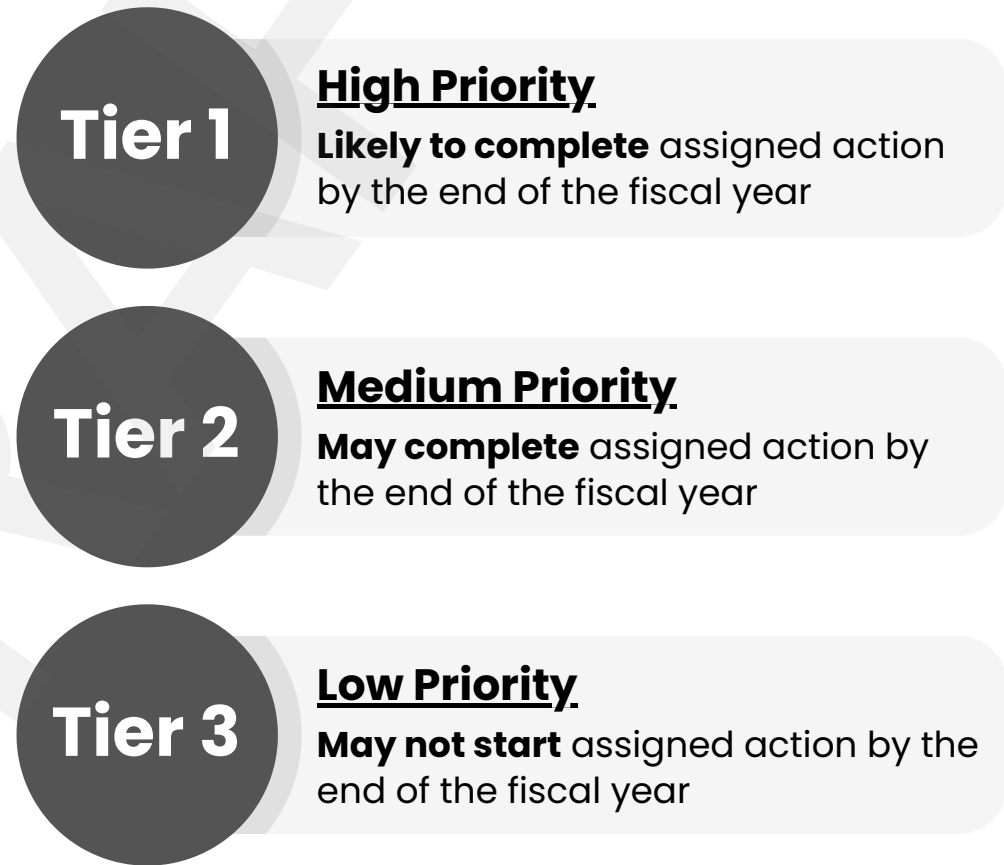 Tier 1
High Priority
Likely to complete assigned action
by the end of the fiscal year
Tier 2
Medium Priority
May complete assigned action by
the end of the fiscal year
Tier 3
Low Priority
May not start assigned action by the
end of the fiscal year